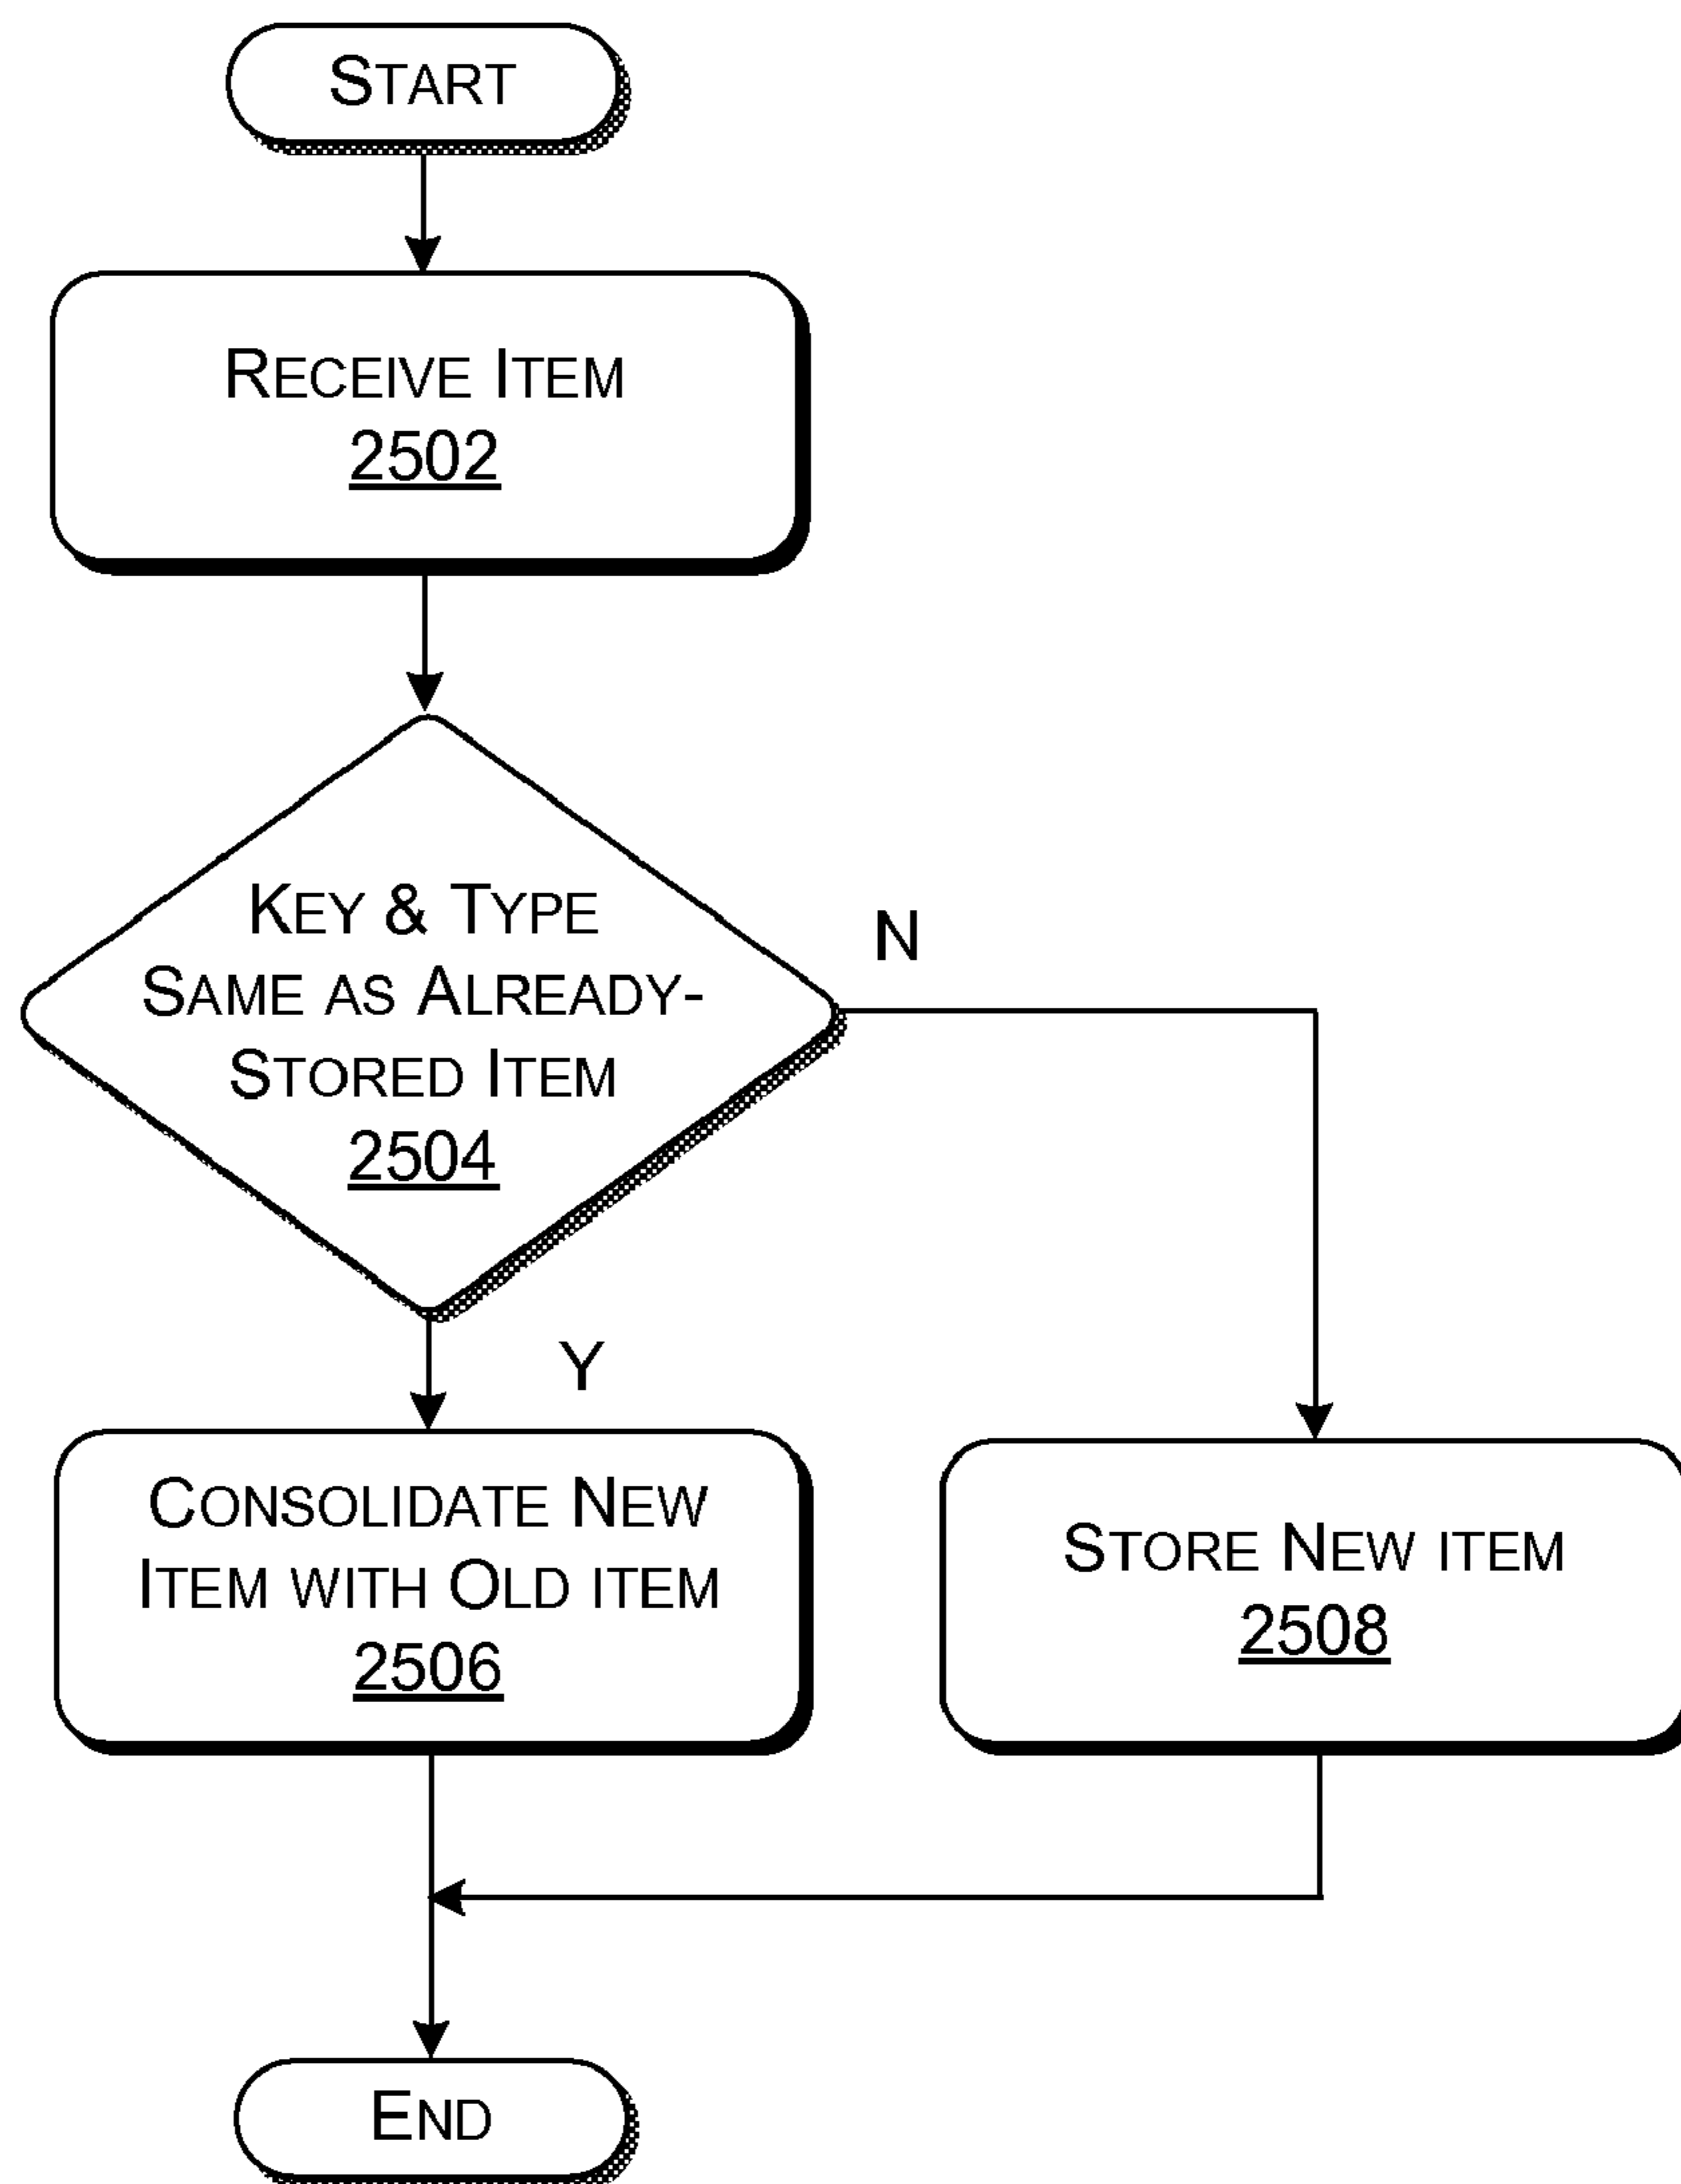 START
RECEIVE ITEM
2502
KEY & TYPE
SAME AS ALREADY-
STORED ITEM
2504
N
Y
CONSOLIDATE NEW
ITEM WITH OLD ITEM
2506
STORE NEW ITEM
2508
END